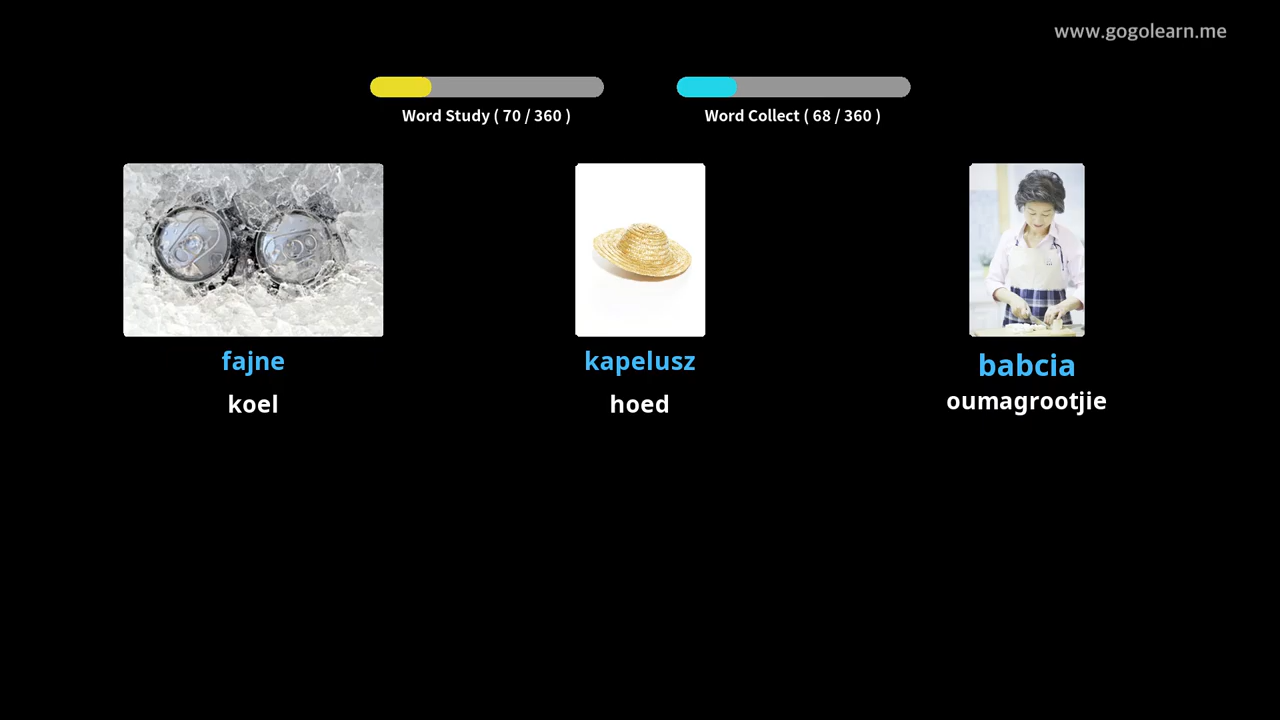 www.gogolearn.me
Word Study ( 70 / 360 )
Word Collect ( 68 / 360 )
fajne
kapelusz
babcia
koel
hoed
oumagrootjie